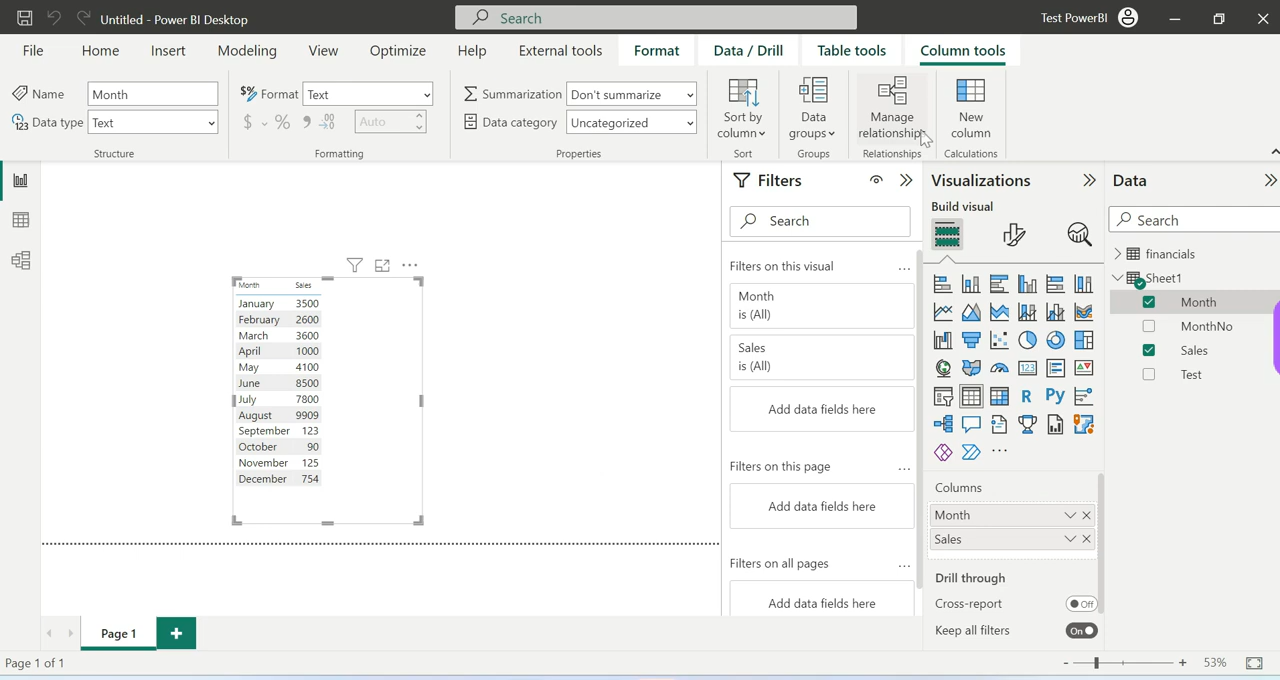 Untitled - Power BI Desktop
Search
Test PowerBI
File Home Insert Modeling View Optimize Help External tools Format Data / Drill Table tools Column tools
Name Month
Data type Text
Structure
Format Text
Auto
Formatting
Summarization Don't summarize
Data category Uncategorized
Properties
Sort by
column
Sort
Data
groups
Groups
Manage
relationships
Relationships
New
column
Calculations
Month Sales
January 3500
February 2600
March 3600
April 1000
May 4100
June 8500
July 7800
August 9909
September 123
October 90
November 125
December 754
Filters
Search
Filters on this visual
Month
is (All)
Sales
is (All)
Add data fields here
Filters on this page
Add data fields here
Filters on all pages
Add data fields here
Visualizations
Build visual
123
R
Py
Columns
Month
Sales
Drill through
Cross-report Off
Keep all filters On
Data
Search
financials
Sheet1
Month
MonthNo
Sales
Test
Page 1
Page 1 of 1
53%